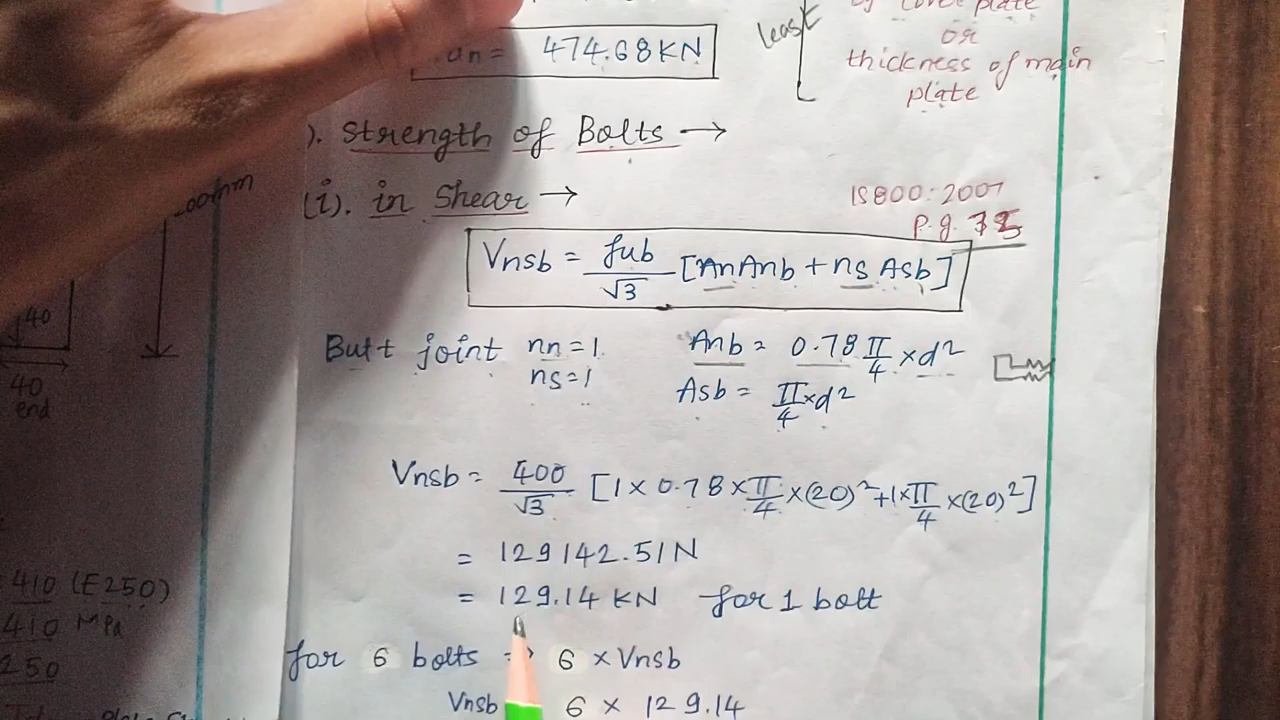 un = 474.68 KN
least
by cover plate
or
thickness of main
plate
). Strength of Bolts →
(i). in Shear →
IS800:2007
P.g. 75
Vnsb = fub/√3 [nnAnb + ns Asb]
Butt joint nn = 1
ns = 1
Anb = 0.78 π/4 × d²
Asb = π/4 × d²
Vnsb = 400/√3 [1 × 0.78 × π/4 × (20)² + 1 × π/4 × (20)²]
= 129142.51 N
= 129.14 KN for 1 bolt
for 6 bolts ⇒ 6 × Vnsb
Vnsb 6 × 129.14
200mm
40
40
end
410 (E250)
410 MPa
250